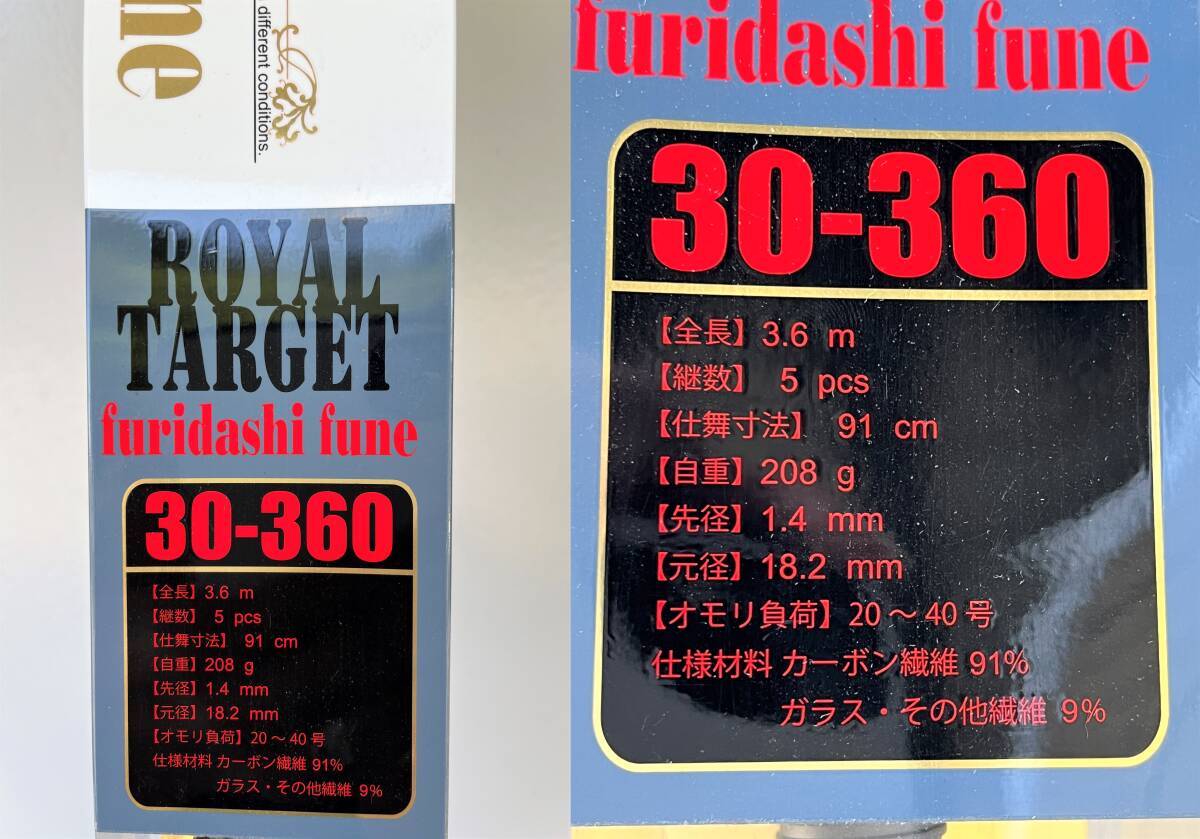 ne
different conditions.
ROYAL
TARGET
furidashi fune
30-360
【全長】3.6 m
【継数】 5 pcs
【仕舞寸法】 91 cm
【自重】208 g
【先径】1.4 mm
【元径】18.2 mm
【オモリ負荷】20～40号
仕様材料 カーボン繊維 91%
ガラス・その他繊維 9%
furidashi fune
30-360
【全長】3.6 m
【継数】 5 pcs
【仕舞寸法】 91 cm
【自重】208 g
【先径】1.4 mm
【元径】18.2 mm
【オモリ負荷】20～40号
仕様材料 カーボン繊維 91%
ガラス・その他繊維 9%